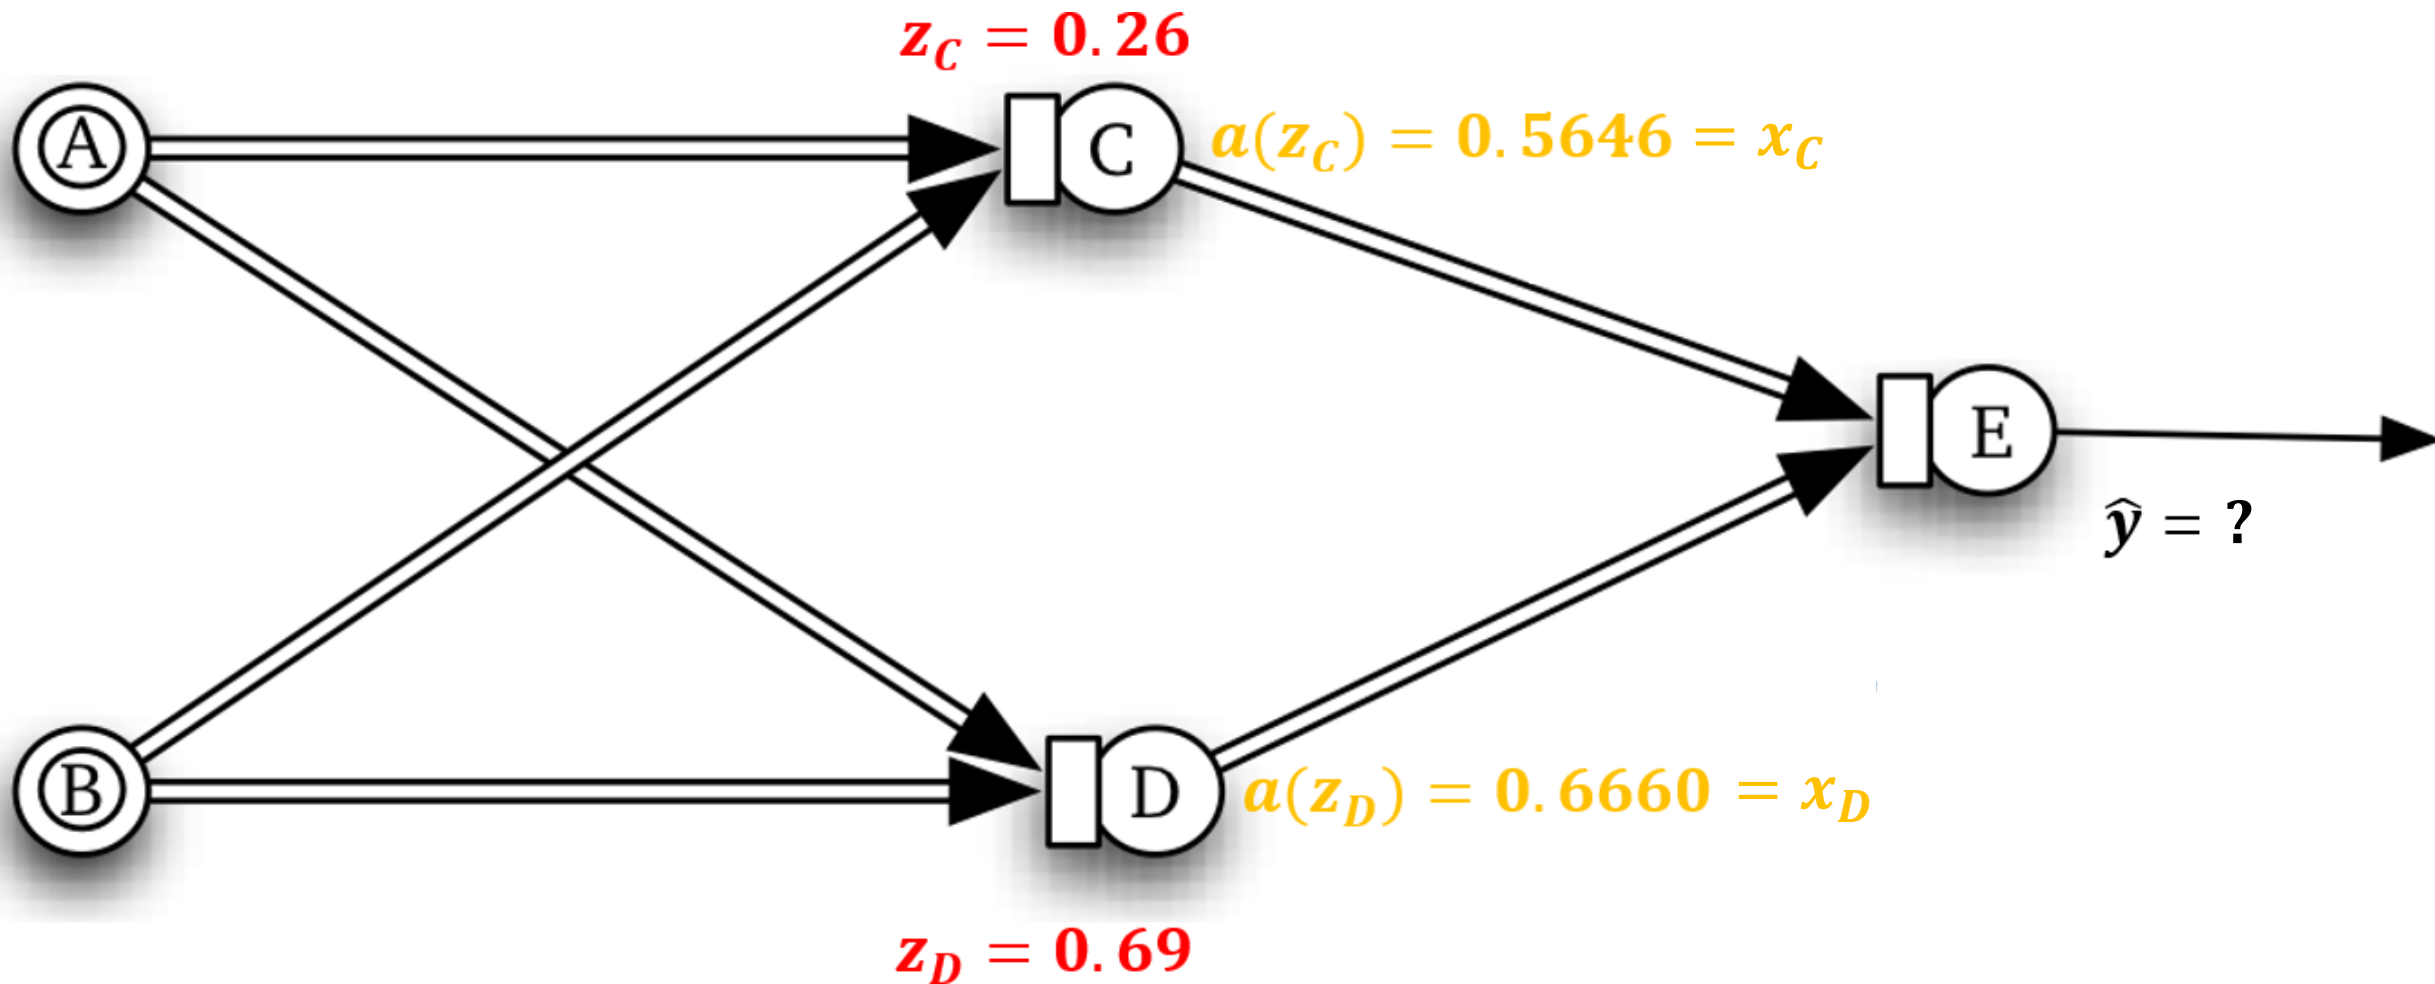 z_C = 0.26
A
C
a(z_C) = 0.5646 = x_C
E
ŷ = ?
B
D
a(z_D) = 0.6660 = x_D
z_D = 0.69